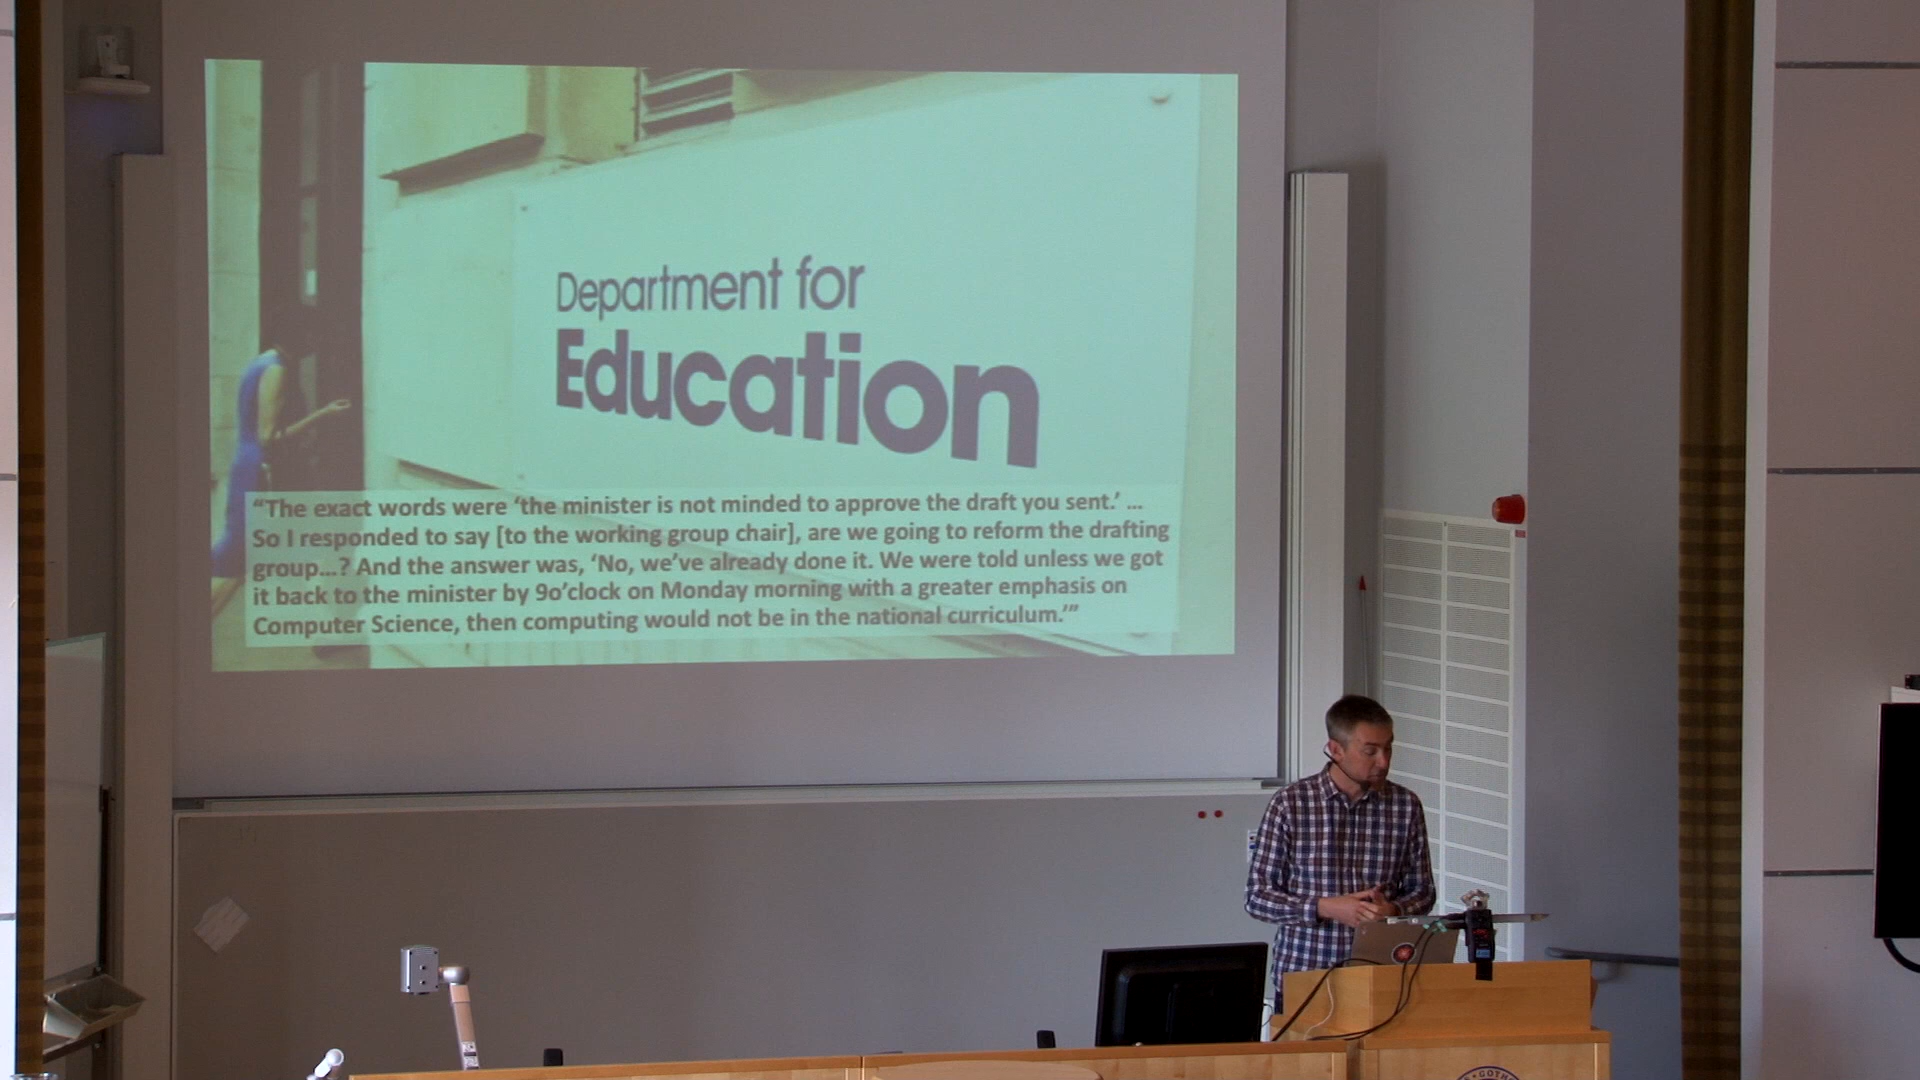 Department for
Education
“The exact words were ‘the minister is not minded to approve the draft you sent.’ ...
So I responded to say [to the working group chair], are we going to reform the drafting
group...? And the answer was, ‘No, we’ve already done it. We were told unless we got
it back to the minister by 9o’clock on Monday morning with a greater emphasis on
Computer Science, then computing would not be in the national curriculum.’”